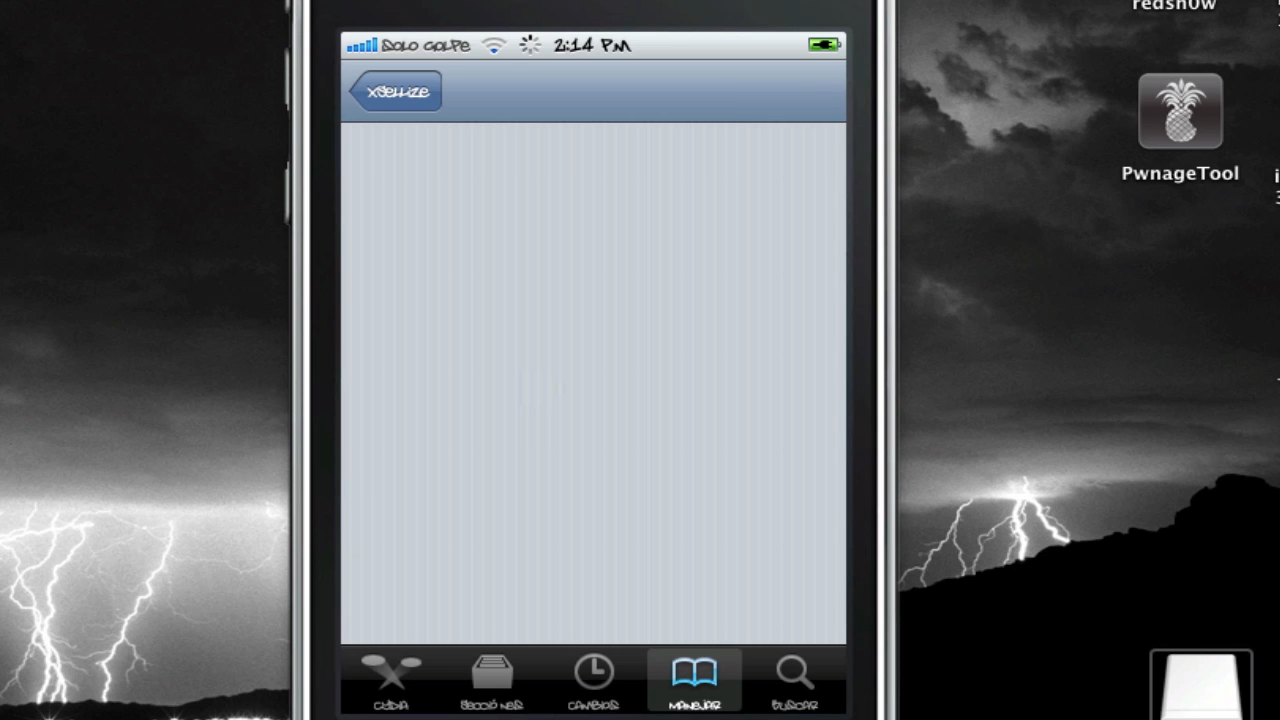 redsn0w
SOLO GOLPE 2:14 PM
xSellize
PwnageTool
CYDIA SECCIONES CAMBIOS MANEJAR BUSCAR